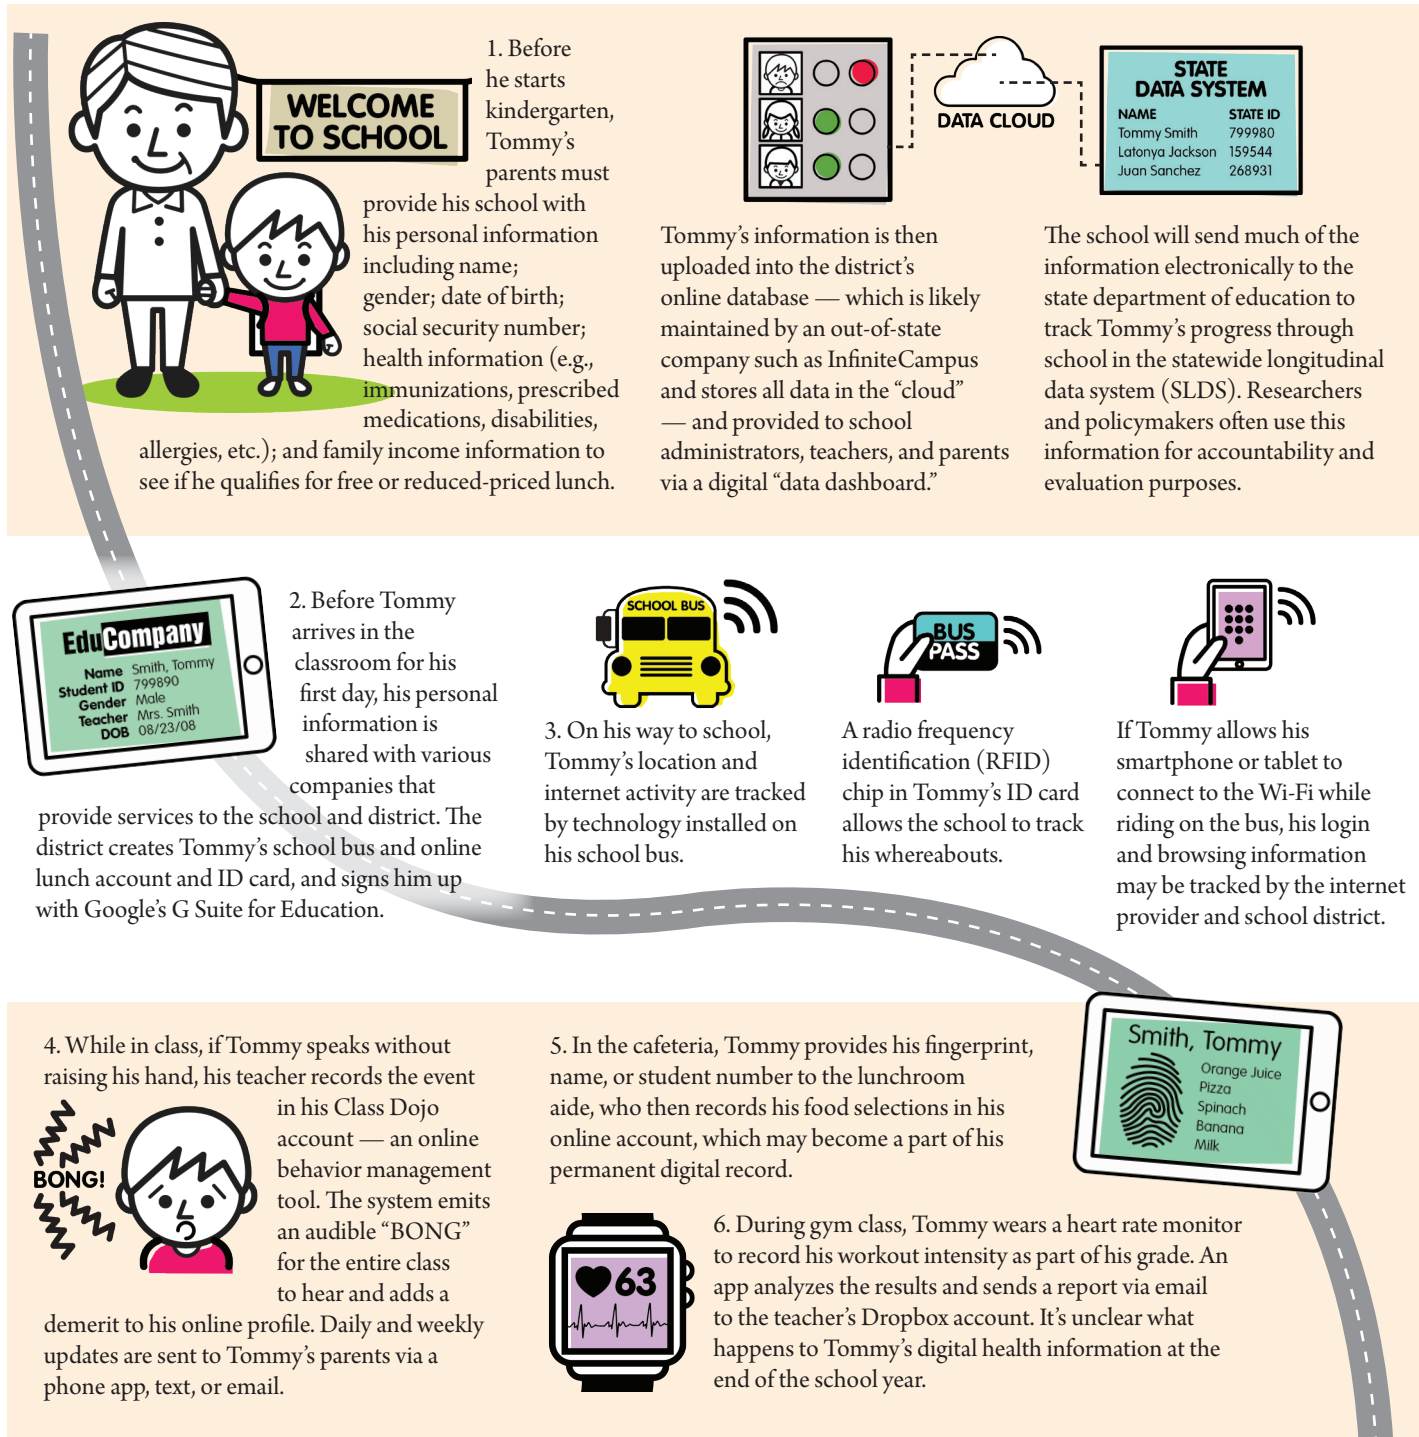 WELCOME
TO SCHOOL
1. Before
he starts
kindergarten,
Tommy’s
parents must
provide his school with
his personal information
including name;
gender; date of birth;
social security number;
health information (e.g.,
immunizations, prescribed
medications, disabilities,
allergies, etc.); and family income information to
see if he qualifies for free or reduced-priced lunch.
DATA CLOUD
STATE
DATA SYSTEM
NAME STATE ID
Tommy Smith 799980
Latonya Jackson 159544
Juan Sanchez 268931
Tommy’s information is then
uploaded into the district’s
online database — which is likely
maintained by an out-of-state
company such as InfiniteCampus
and stores all data in the “cloud”
— and provided to school
administrators, teachers, and parents
via a digital “data dashboard.”
The school will send much of the
information electronically to the
state department of education to
track Tommy’s progress through
school in the statewide longitudinal
data system (SLDS). Researchers
and policymakers often use this
information for accountability and
evaluation purposes.
EduCompany
Name Smith, Tommy
Student ID 799890
Gender Male
Teacher Mrs. Smith
DOB 08/23/08
2. Before Tommy
arrives in the
classroom for his
first day, his personal
information is
shared with various
companies that
provide services to the school and district. The
district creates Tommy’s school bus and online
lunch account and ID card, and signs him up
with Google’s G Suite for Education.
SCHOOL BUS
3. On his way to school,
Tommy’s location and
internet activity are tracked
by technology installed on
his school bus.
BUS
PASS
A radio frequency
identification (RFID)
chip in Tommy’s ID card
allows the school to track
his whereabouts.
If Tommy allows his
smartphone or tablet to
connect to the Wi-Fi while
riding on the bus, his login
and browsing information
may be tracked by the internet
provider and school district.
4. While in class, if Tommy speaks without
raising his hand, his teacher records the event
in his Class Dojo
account — an online
behavior management
tool. The system emits
an audible “BONG”
for the entire class
to hear and adds a
demerit to his online profile. Daily and weekly
updates are sent to Tommy’s parents via a
phone app, text, or email.
BONG!
5. In the cafeteria, Tommy provides his fingerprint,
name, or student number to the lunchroom
aide, who then records his food selections in his
online account, which may become a part of his
permanent digital record.
Smith, Tommy
Orange Juice
Pizza
Spinach
Banana
Milk
63
6. During gym class, Tommy wears a heart rate monitor
to record his workout intensity as part of his grade. An
app analyzes the results and sends a report via email
to the teacher’s Dropbox account. It’s unclear what
happens to Tommy’s digital health information at the
end of the school year.